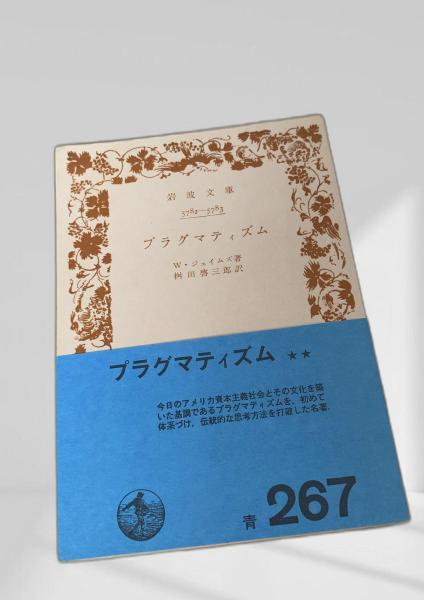 岩波文庫
5782—5783
プラグマティズム
W・ジェイムズ著
桝田啓三郎訳
プラグマティズム ★★
今日のアメリカ資本主義社会とその文化を築
いた基調であるプラグマティズムを、初めて
体系づけ、伝統的な思考方法を打破した名著.
青 267